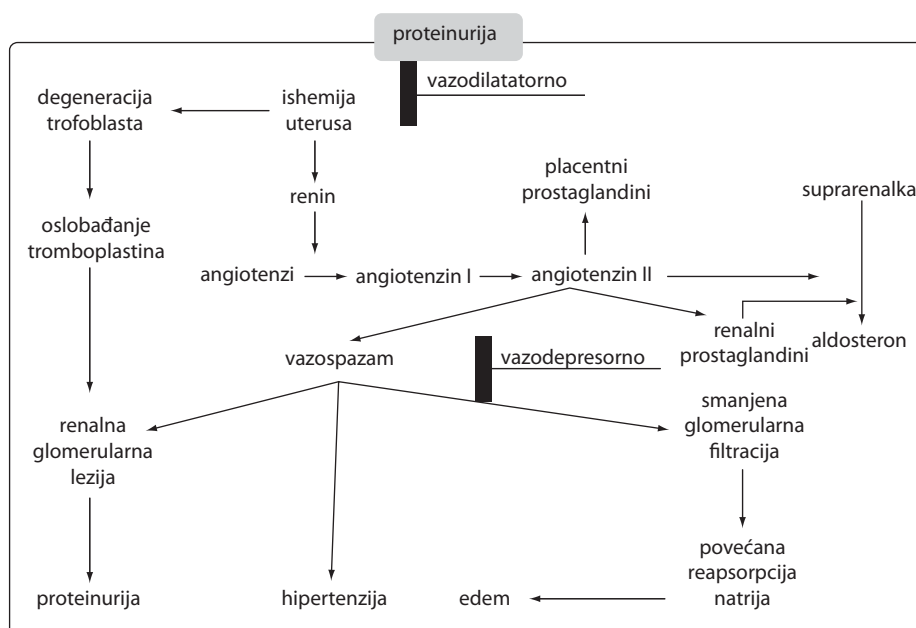 proteinurija
vazodilatatorno
degeneracija
trofoblasta
ishemija
uterusa
placentni
prostaglandini
suprarenalka
renin
oslobađanje
tromboplastina
angiotenzi
angiotenzin I
angiotenzin II
renalni
prostaglandini
aldosteron
vazospazam
vazodepresorno
smanjena
glomerularna
filtracija
renalna
glomerularna
lezija
povećana
reapsorpcija
natrija
proteinurija
hipertenzija
edem